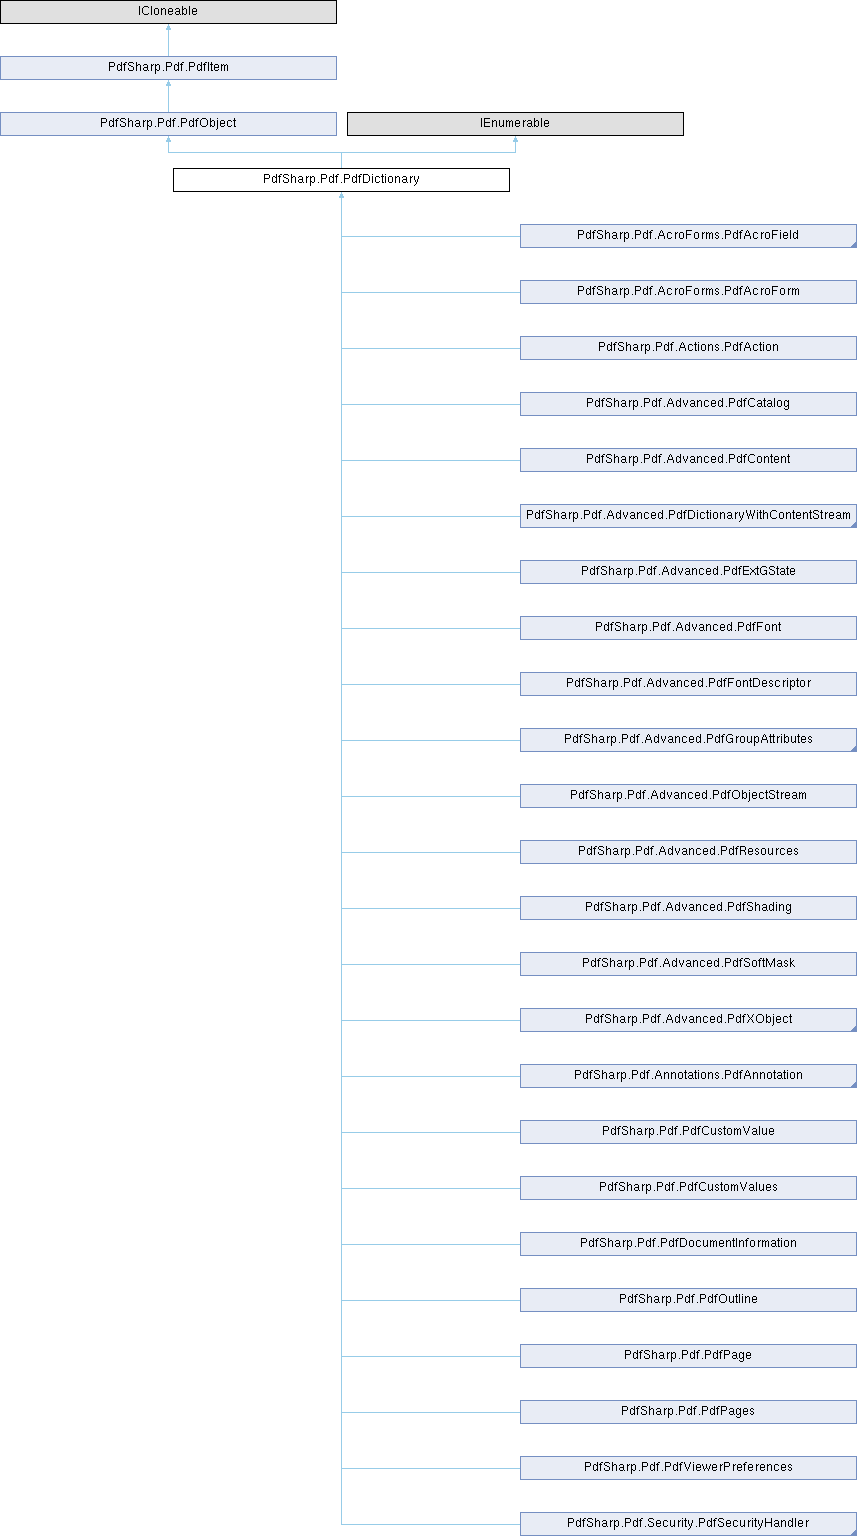 ICloneable
PdfSharp.Pdf.PdfItem
PdfSharp.Pdf.PdfObject
IEnumerable
PdfSharp.Pdf.PdfDictionary
PdfSharp.Pdf.AcroForms.PdfAcroField
PdfSharp.Pdf.AcroForms.PdfAcroForm
PdfSharp.Pdf.Actions.PdfAction
PdfSharp.Pdf.Advanced.PdfCatalog
PdfSharp.Pdf.Advanced.PdfContent
PdfSharp.Pdf.Advanced.PdfDictionaryWithContentStream
PdfSharp.Pdf.Advanced.PdfExtGState
PdfSharp.Pdf.Advanced.PdfFont
PdfSharp.Pdf.Advanced.PdfFontDescriptor
PdfSharp.Pdf.Advanced.PdfGroupAttributes
PdfSharp.Pdf.Advanced.PdfObjectStream
PdfSharp.Pdf.Advanced.PdfResources
PdfSharp.Pdf.Advanced.PdfShading
PdfSharp.Pdf.Advanced.PdfSoftMask
PdfSharp.Pdf.Advanced.PdfXObject
PdfSharp.Pdf.Annotations.PdfAnnotation
PdfSharp.Pdf.PdfCustomValue
PdfSharp.Pdf.PdfCustomValues
PdfSharp.Pdf.PdfDocumentInformation
PdfSharp.Pdf.PdfOutline
PdfSharp.Pdf.PdfPage
PdfSharp.Pdf.PdfPages
PdfSharp.Pdf.PdfViewerPreferences
PdfSharp.Pdf.Security.PdfSecurityHandler